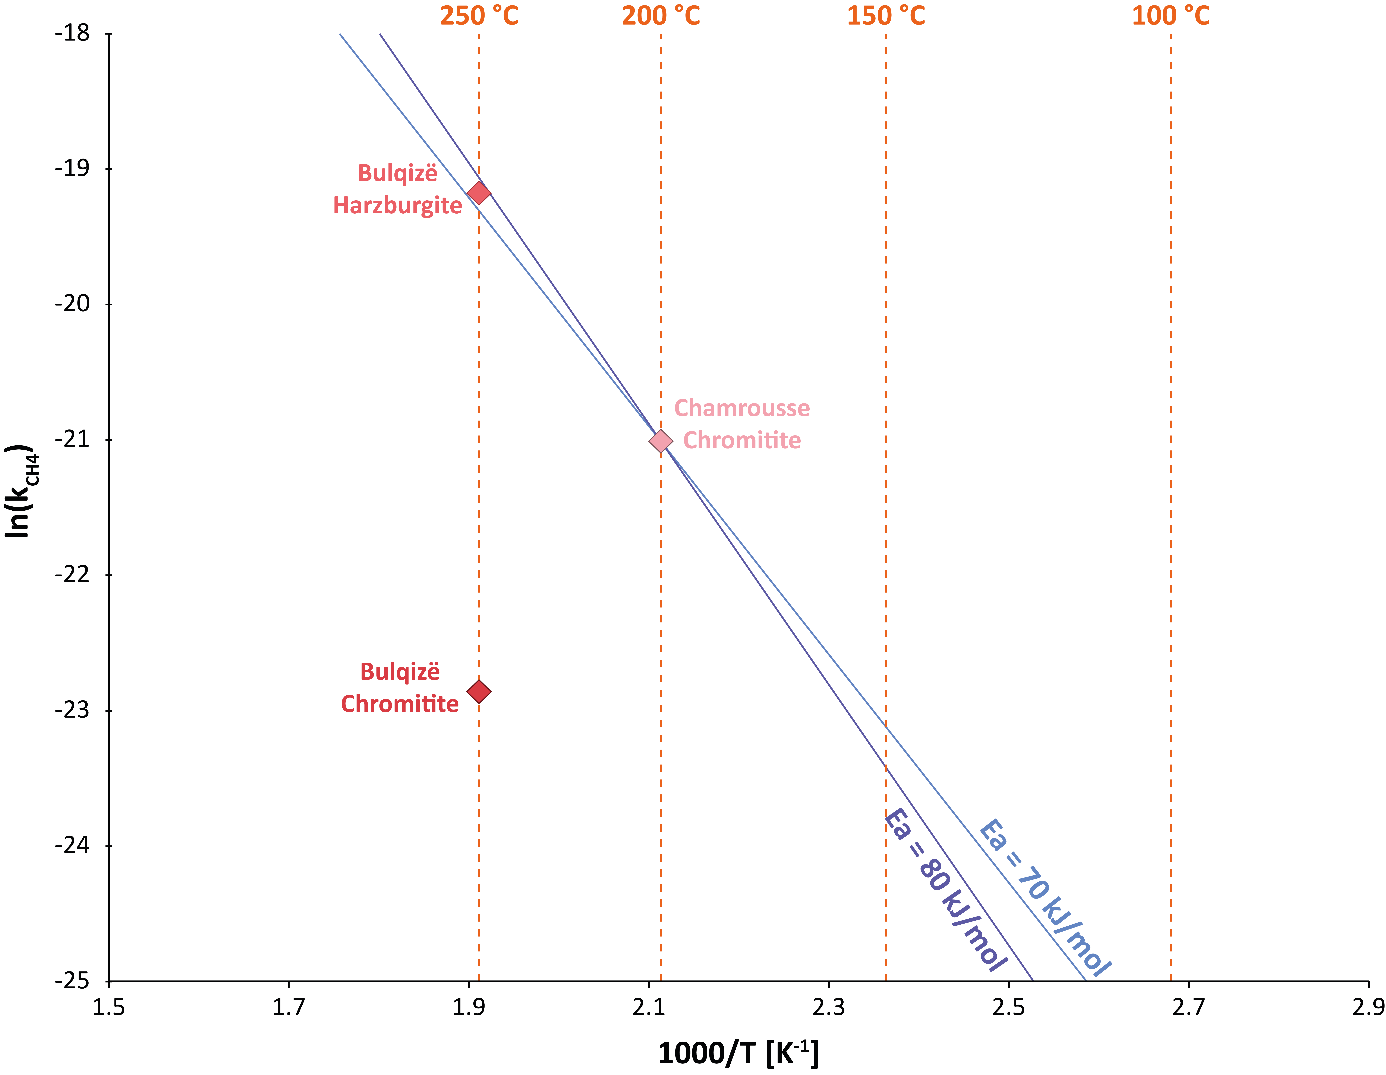 250 °C
200 °C
150 °C
100 °C
-18
-19
-20
-21
-22
-23
-24
-25
ln(kCH4)
Bulqizë
Harzburgite
Chamrousse
Chromitite
Bulqizë
Chromitite
Ea = 80 kJ/mol
Ea = 70 kJ/mol
1.5
1.7
1.9
2.1
2.3
2.5
2.7
2.9
1000/T [K-1]